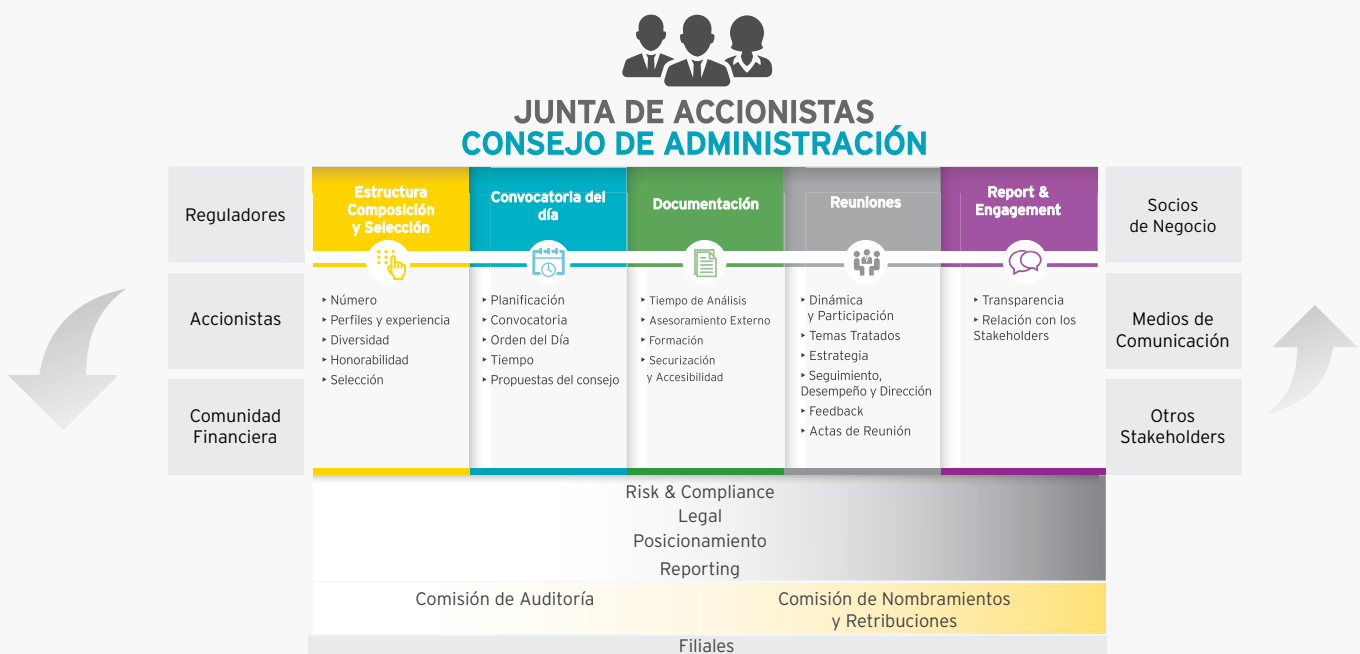 JUNTA DE ACCIONISTAS
CONSEJO DE ADMINISTRACIÓN
Reguladores
Accionistas
Comunidad
Financiera
Estructura
Composición
y Selección
‣ Número
‣ Perfiles y experiencia
‣ Diversidad
‣ Honorabilidad
‣ Selección
Convocatoria del
día
‣ Planificación
‣ Convocatoria
‣ Orden del Día
‣ Tiempo
‣ Propuestas del consejo
Documentación
‣ Tiempo de Análisis
‣ Asesoramiento Externo
‣ Formación
‣ Securización
y Accesibilidad
Reuniones
‣ Dinámica
y Participación
‣ Temas Tratados
‣ Estrategia
‣ Seguimiento,
Desempeño y Dirección
‣ Feedback
‣ Actas de Reunión
Report &
Engagement
‣ Transparencia
‣ Relación con los
Stakeholders
Socios
de Negocio
Medios de
Comunicación
Otros
Stakeholders
Risk & Compliance
Legal
Posicionamiento
Reporting
Comisión de Auditoría
Comisión de Nombramientos
y Retribuciones
Filiales